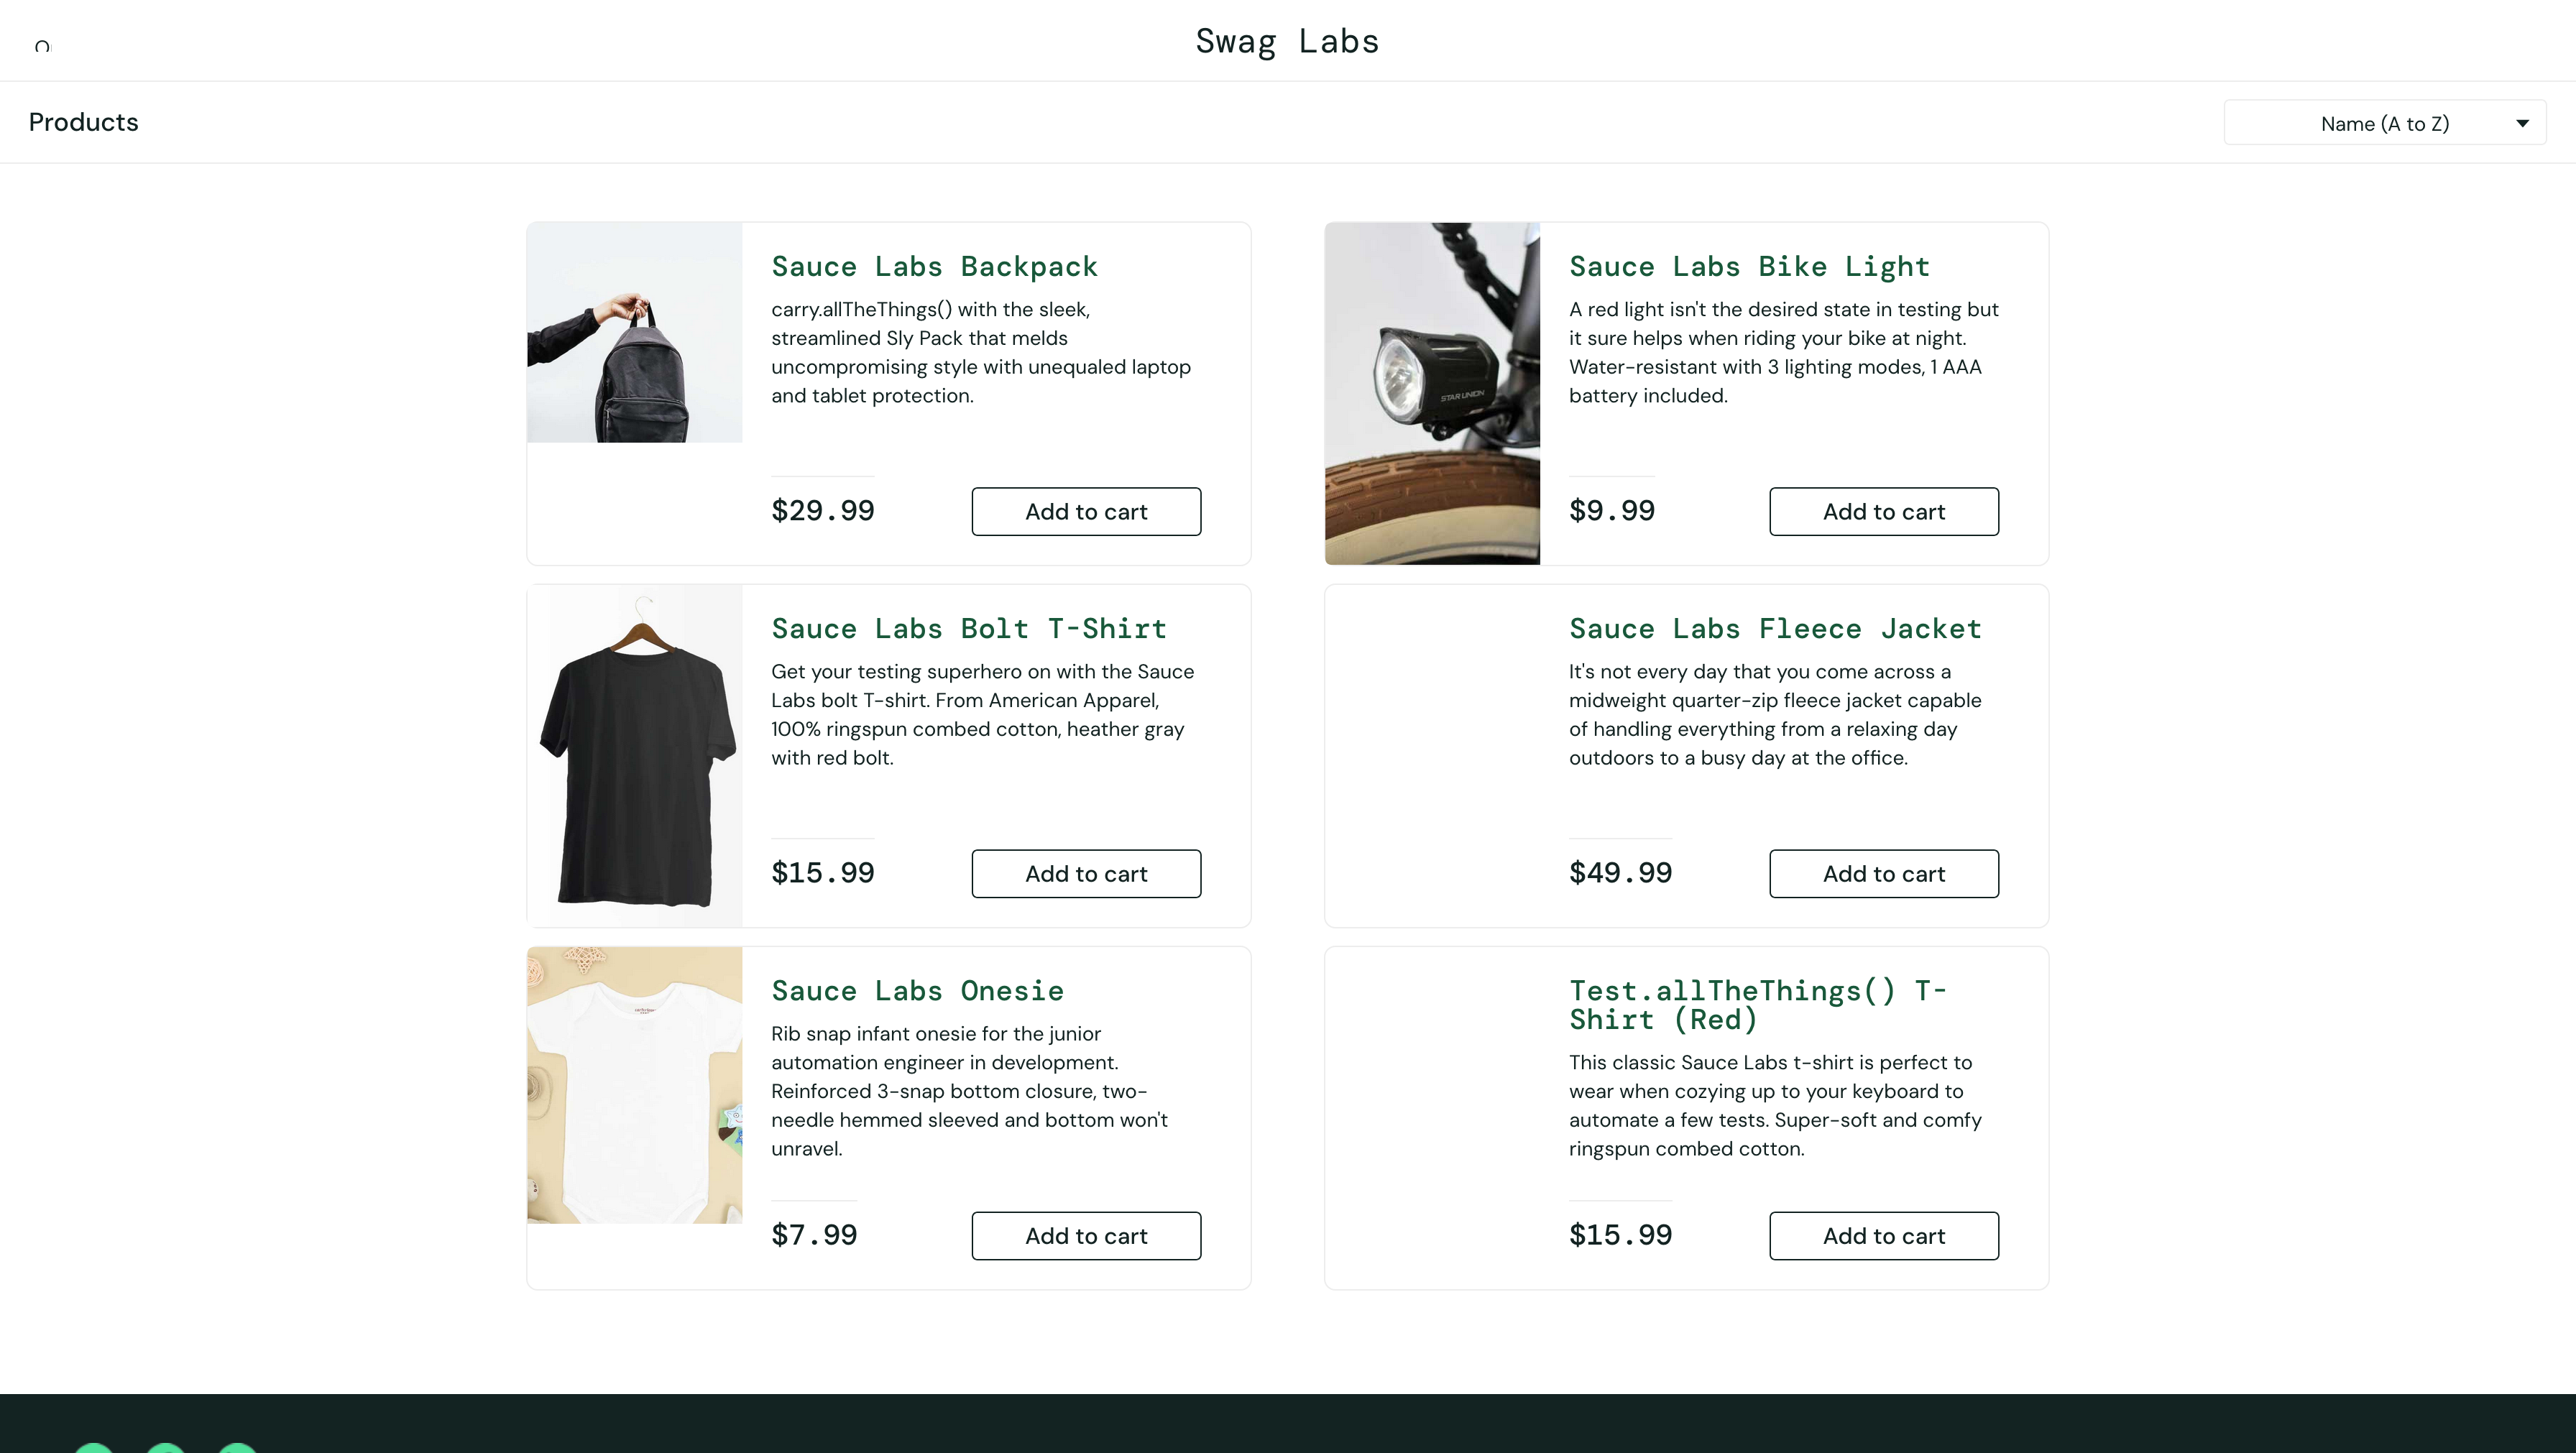 Swag Labs
Products
Name (A to Z)
Sauce Labs Backpack
carry.allTheThings() with the sleek,
streamlined Sly Pack that melds
uncompromising style with unequaled laptop
and tablet protection.
$29.99
Add to cart
Sauce Labs Bike Light
A red light isn't the desired state in testing but
it sure helps when riding your bike at night.
Water-resistant with 3 lighting modes, 1 AAA
battery included.
STAR UNION
$9.99
Add to cart
Sauce Labs Bolt T-Shirt
Get your testing superhero on with the Sauce
Labs bolt T-shirt. From American Apparel,
100% ringspun combed cotton, heather gray
with red bolt.
$15.99
Add to cart
Sauce Labs Fleece Jacket
It's not every day that you come across a
midweight quarter-zip fleece jacket capable
of handling everything from a relaxing day
outdoors to a busy day at the office.
$49.99
Add to cart
Sauce Labs Onesie
Rib snap infant onesie for the junior
automation engineer in development.
Reinforced 3-snap bottom closure, two-
needle hemmed sleeved and bottom won't
unravel.
$7.99
Add to cart
Test.allTheThings() T-
Shirt (Red)
This classic Sauce Labs t-shirt is perfect to
wear when cozying up to your keyboard to
automate a few tests. Super-soft and comfy
ringspun combed cotton.
$15.99
Add to cart